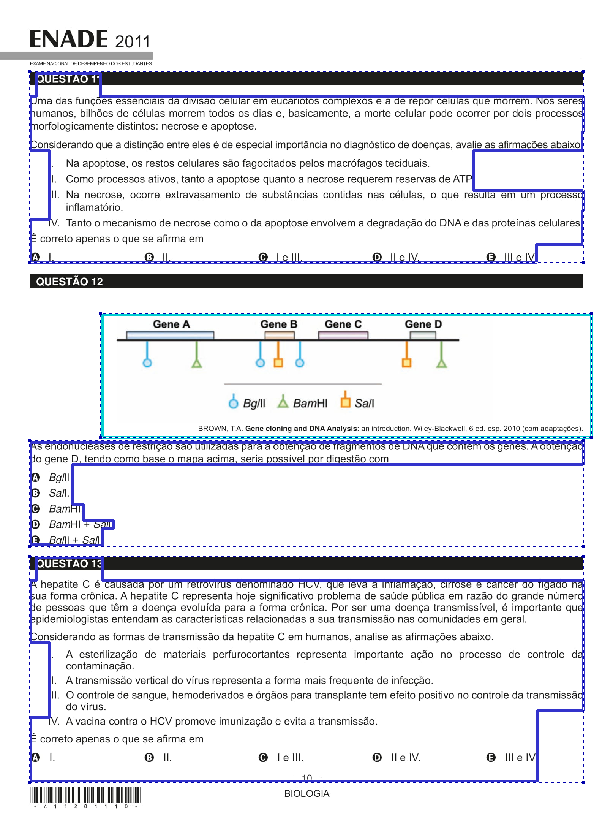 ENADE 2011
EXAME NACIONAL DE DESEMPENHO DOS ESTUDANTES
QUESTÃO 11
Uma das funções essenciais da divisão celular em eucariotos complexos é a de repor células que morrem. Nos seres
humanos, bilhões de células morrem todos os dias e, basicamente, a morte celular pode ocorrer por dois processos
morfologicamente distintos: necrose e apoptose.
Considerando que a distinção entre eles é de especial importância no diagnóstico de doenças, avalie as afirmações abaixo.
I. Na apoptose, os restos celulares são fagocitados pelos macrófagos teciduais.
II. Como processos ativos, tanto a apoptose quanto a necrose requerem reservas de ATP.
III. Na necrose, ocorre extravasamento de substâncias contidas nas células, o que resulta em um processo
inflamatório.
IV. Tanto o mecanismo de necrose como o da apoptose envolvem a degradação do DNA e das proteínas celulares.
É correto apenas o que se afirma em
A I. B II. C I e III. D II e IV. E III e IV.
QUESTÃO 12
Gene A Gene B Gene C Gene D
BglII BamHI SalI
BROWN, T.A. Gene cloning and DNA Analysis: an introduction. Wiley-Blackwell, 6 ed. esp. 2010 (com adaptações).
As endonucleases de restrição são utilizadas para a obtenção de fragmentos de DNA que contêm os genes. A obtenção
do gene D, tendo como base o mapa acima, seria possível por digestão com
A BglII.
B SalI.
C BamHI.
D BamHI + SalI.
E BglII + SalI.
QUESTÃO 13
A hepatite C é causada por um retrovírus denominado HCV, que leva a inflamação, cirrose e câncer do fígado na
sua forma crônica. A hepatite C representa hoje significativo problema de saúde pública em razão do grande número
de pessoas que têm a doença evoluída para a forma crônica. Por ser uma doença transmissível, é importante que
epidemiologistas entendam as características relacionadas a sua transmissão nas comunidades em geral.
Considerando as formas de transmissão da hepatite C em humanos, analise as afirmações abaixo.
I. A esterilização de materiais perfurocortantes representa importante ação no processo de controle da
contaminação.
II. A transmissão vertical do vírus representa a forma mais frequente de infecção.
III. O controle de sangue, hemoderivados e órgãos para transplante tem efeito positivo no controle da transmissão
do vírus.
IV. A vacina contra o HCV promove imunização e evita a transmissão.
É correto apenas o que se afirma em
A I. B II. C I e III. D II e IV. E III e IV.
10
BIOLOGIA